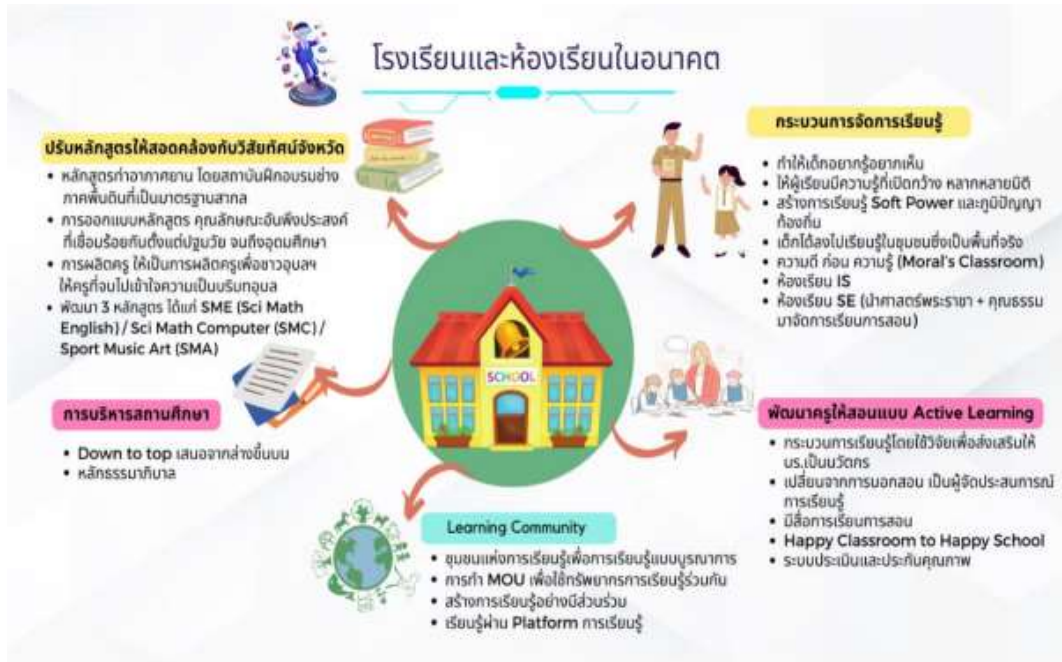 โรงเรียนและห้องเรียนในอนาคต
ปรับหลักสูตรให้สอดคล้องกับวิสัยทัศน์จังหวัด
• หลักสูตรทำอากาศยาน โดยสถาบันฝึกอบรมช่าง
ภาคพื้นดินที่เป็นมาตรฐานสากล
• การออกแบบหลักสูตร คุณลักษณะอันพึงประสงค์
ที่เชื่อมร้อยกันตั้งแต่ปฐมวัย จนถึงอุดมศึกษา
• การผลิตครู ให้เป็นการผลิตครูเพื่อชาวอุบลฯ
ให้ครูที่จบไปเข้าใจความเป็นบริบทอุบล
• พัฒนา 3 หลักสูตร ได้แก่ SME (Sci Math
English) / Sci Math Computer (SMC) /
Sport Music Art (SMA)
การบริหารสถานศึกษา
• Down to top เสนอจากล่างขึ้นบน
• หลักธรรมาภิบาล
SCHOOL
Learning Community
• ชุมชนแห่งการเรียนรู้เพื่อการเรียนรู้แบบบูรณาการ
• การทำ MOU เพื่อใช้ทรัพยากรการเรียนรู้ร่วมกัน
• สร้างการเรียนรู้อย่างมีส่วนร่วม
• เรียนรู้ผ่าน Platform การเรียนรู้
กระบวนการจัดการเรียนรู้
• ทำให้เด็กอยากรู้อยากเห็น
• ให้ผู้เรียนมีความรู้ที่เปิดกว้าง หลากหลายมิติ
• สร้างการเรียนรู้ Soft Power และภูมิปัญญา
ท้องถิ่น
• เด็กได้ลงไปเรียนรู้ในชุมชนซึ่งเป็นพื้นที่จริง
• ความดี ก่อน ความรู้ (Moral's Classroom)
• ห้องเรียน IS
• ห้องเรียน SE (นำศาสตร์พระราชา + คุณธรรม
มาจัดการเรียนการสอน)
พัฒนาครูให้สอนแบบ Active Learning
• กระบวนการเรียนรู้โดยใช้วิจัยเพื่อส่งเสริมให้
นร.เป็นนวัตกร
• เปลี่ยนจากการบอกสอน เป็นผู้จัดประสบการณ์
การเรียนรู้
• มีสื่อการเรียนการสอน
• Happy Classroom to Happy School
• ระบบประเมินและประกันคุณภาพ